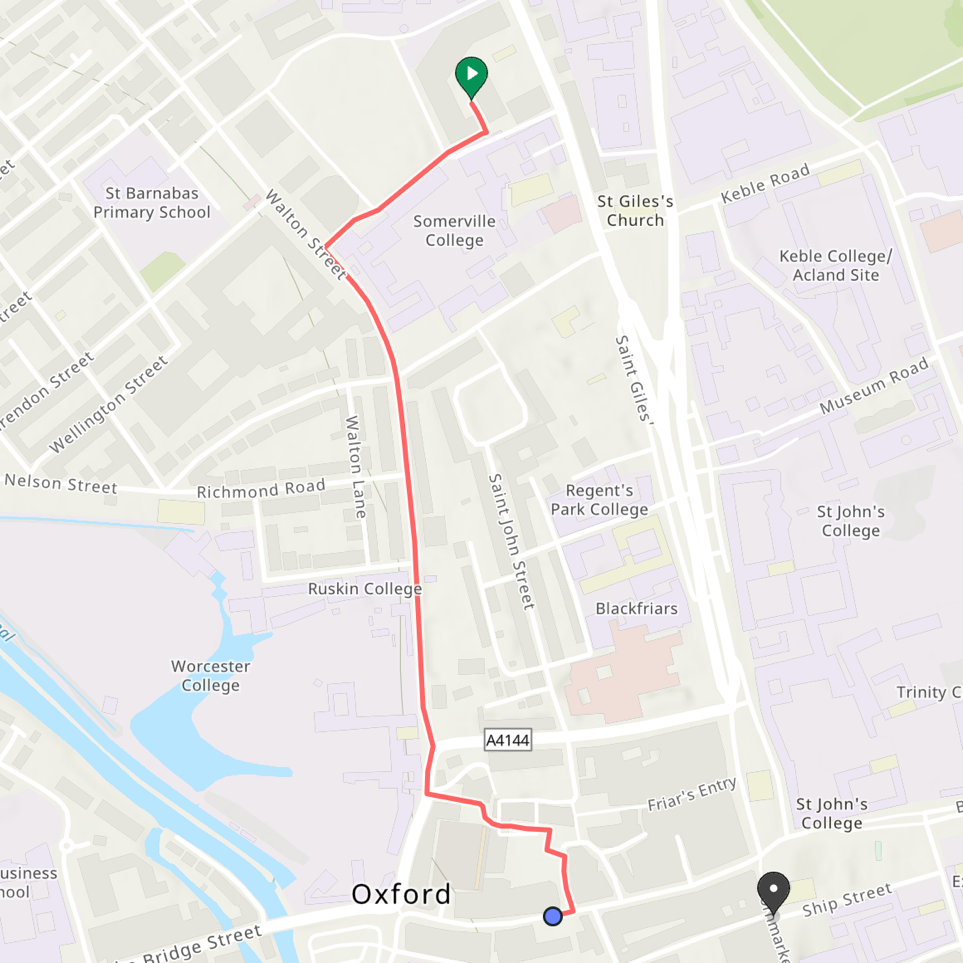 St Barnabas
Primary School
Walton Street
Somerville
College
St Giles's
Church
Keble Road
Keble College/
Acland Site
Wellington Street
Saint Giles'
Museum Road
Nelson Street
Richmond Road
Walton Lane
Saint John Street
Regent's
Park College
St John's
College
Ruskin College
Blackfriars
Worcester
College
Trinity C
A4144
Friar's Entry
St John's
College
Oxford
Ship Street
Bridge Street